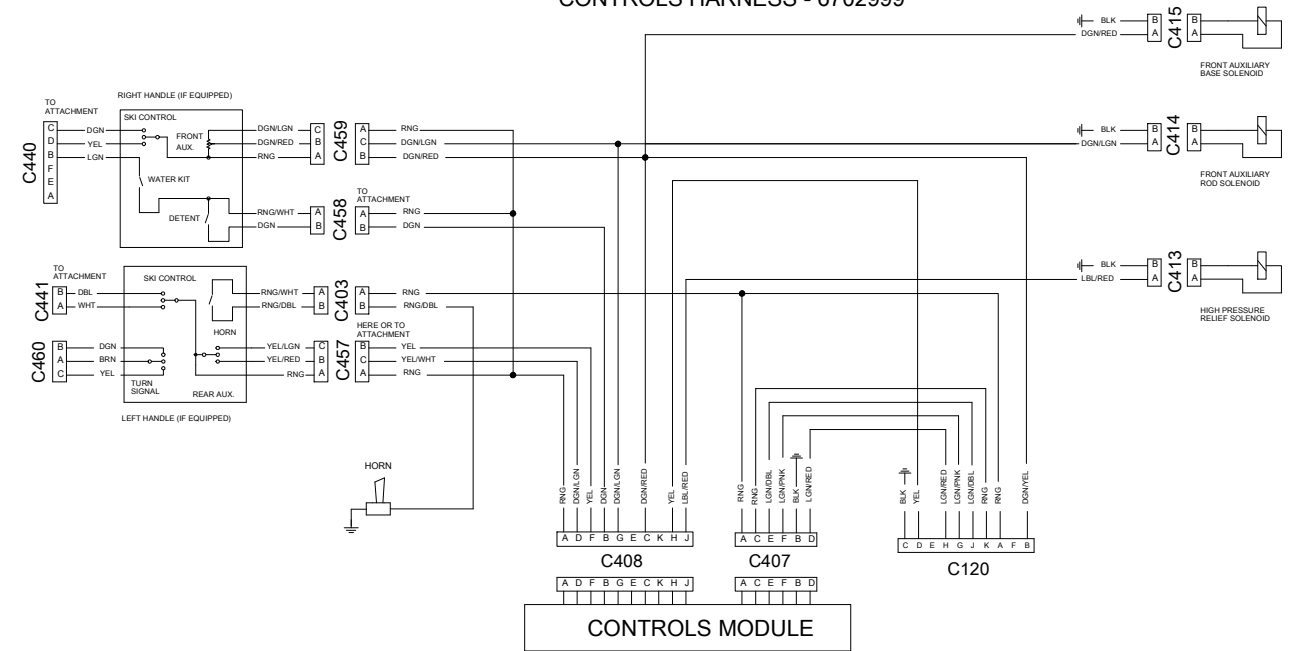 CONTROLS HARNESS - 6702999
BLK
DGN/RED
B
A
C415
B
A
FRONT AUXILIARY
BASE SOLENOID
TO
ATTACHMENT
RIGHT HANDLE (IF EQUIPPED)
SKI CONTROL
C440
C
D
B
F
E
A
DGN
YEL
LGN
FRONT
AUX.
WATER KIT
DETENT
DGN/LGN
DGN/RED
RNG
C
B
A
C459
A
C
B
RNG
DGN/LGN
DGN/RED
BLK
DGN/LGN
B
A
C414
B
A
FRONT AUXILIARY
ROD SOLENOID
RNG/WHT
DGN
A
B
C458
TO
ATTACHMENT
A
B
RNG
DGN
TO
ATTACHMENT
C441
B
A
DBL
WHT
SKI CONTROL
HORN
RNG/WHT
RNG/DBL
A
B
C403
A
B
RNG
RNG/DBL
BLK
LBL/RED
B
A
C413
B
A
HIGH PRESSURE
RELIEF SOLENOID
C460
B
A
C
DGN
BRN
YEL
TURN
SIGNAL
REAR AUX.
YEL/LGN
YEL/RED
RNG
C
B
A
C457
HERE OR TO
ATTACHMENT
B
C
A
YEL
YEL/WHT
RNG
LEFT HANDLE (IF EQUIPPED)
HORN
RNG
DGN/LGN
YEL
DGN
DGN/LGN
DGN/RED
YEL
LBL/RED
A D F B G E C K H J
C408
RNG
RNG
LGN/DBL
LGN/PNK
BLK
LGN/RED
A C E F B D
C407
BLK
YEL
LGN/RED
LGN/PNK
LGN/DBL
RNG
RNG
DGN/YEL
C D E H G J K A F B
C120
A D F B G E C K H J
A C E F B D
CONTROLS MODULE